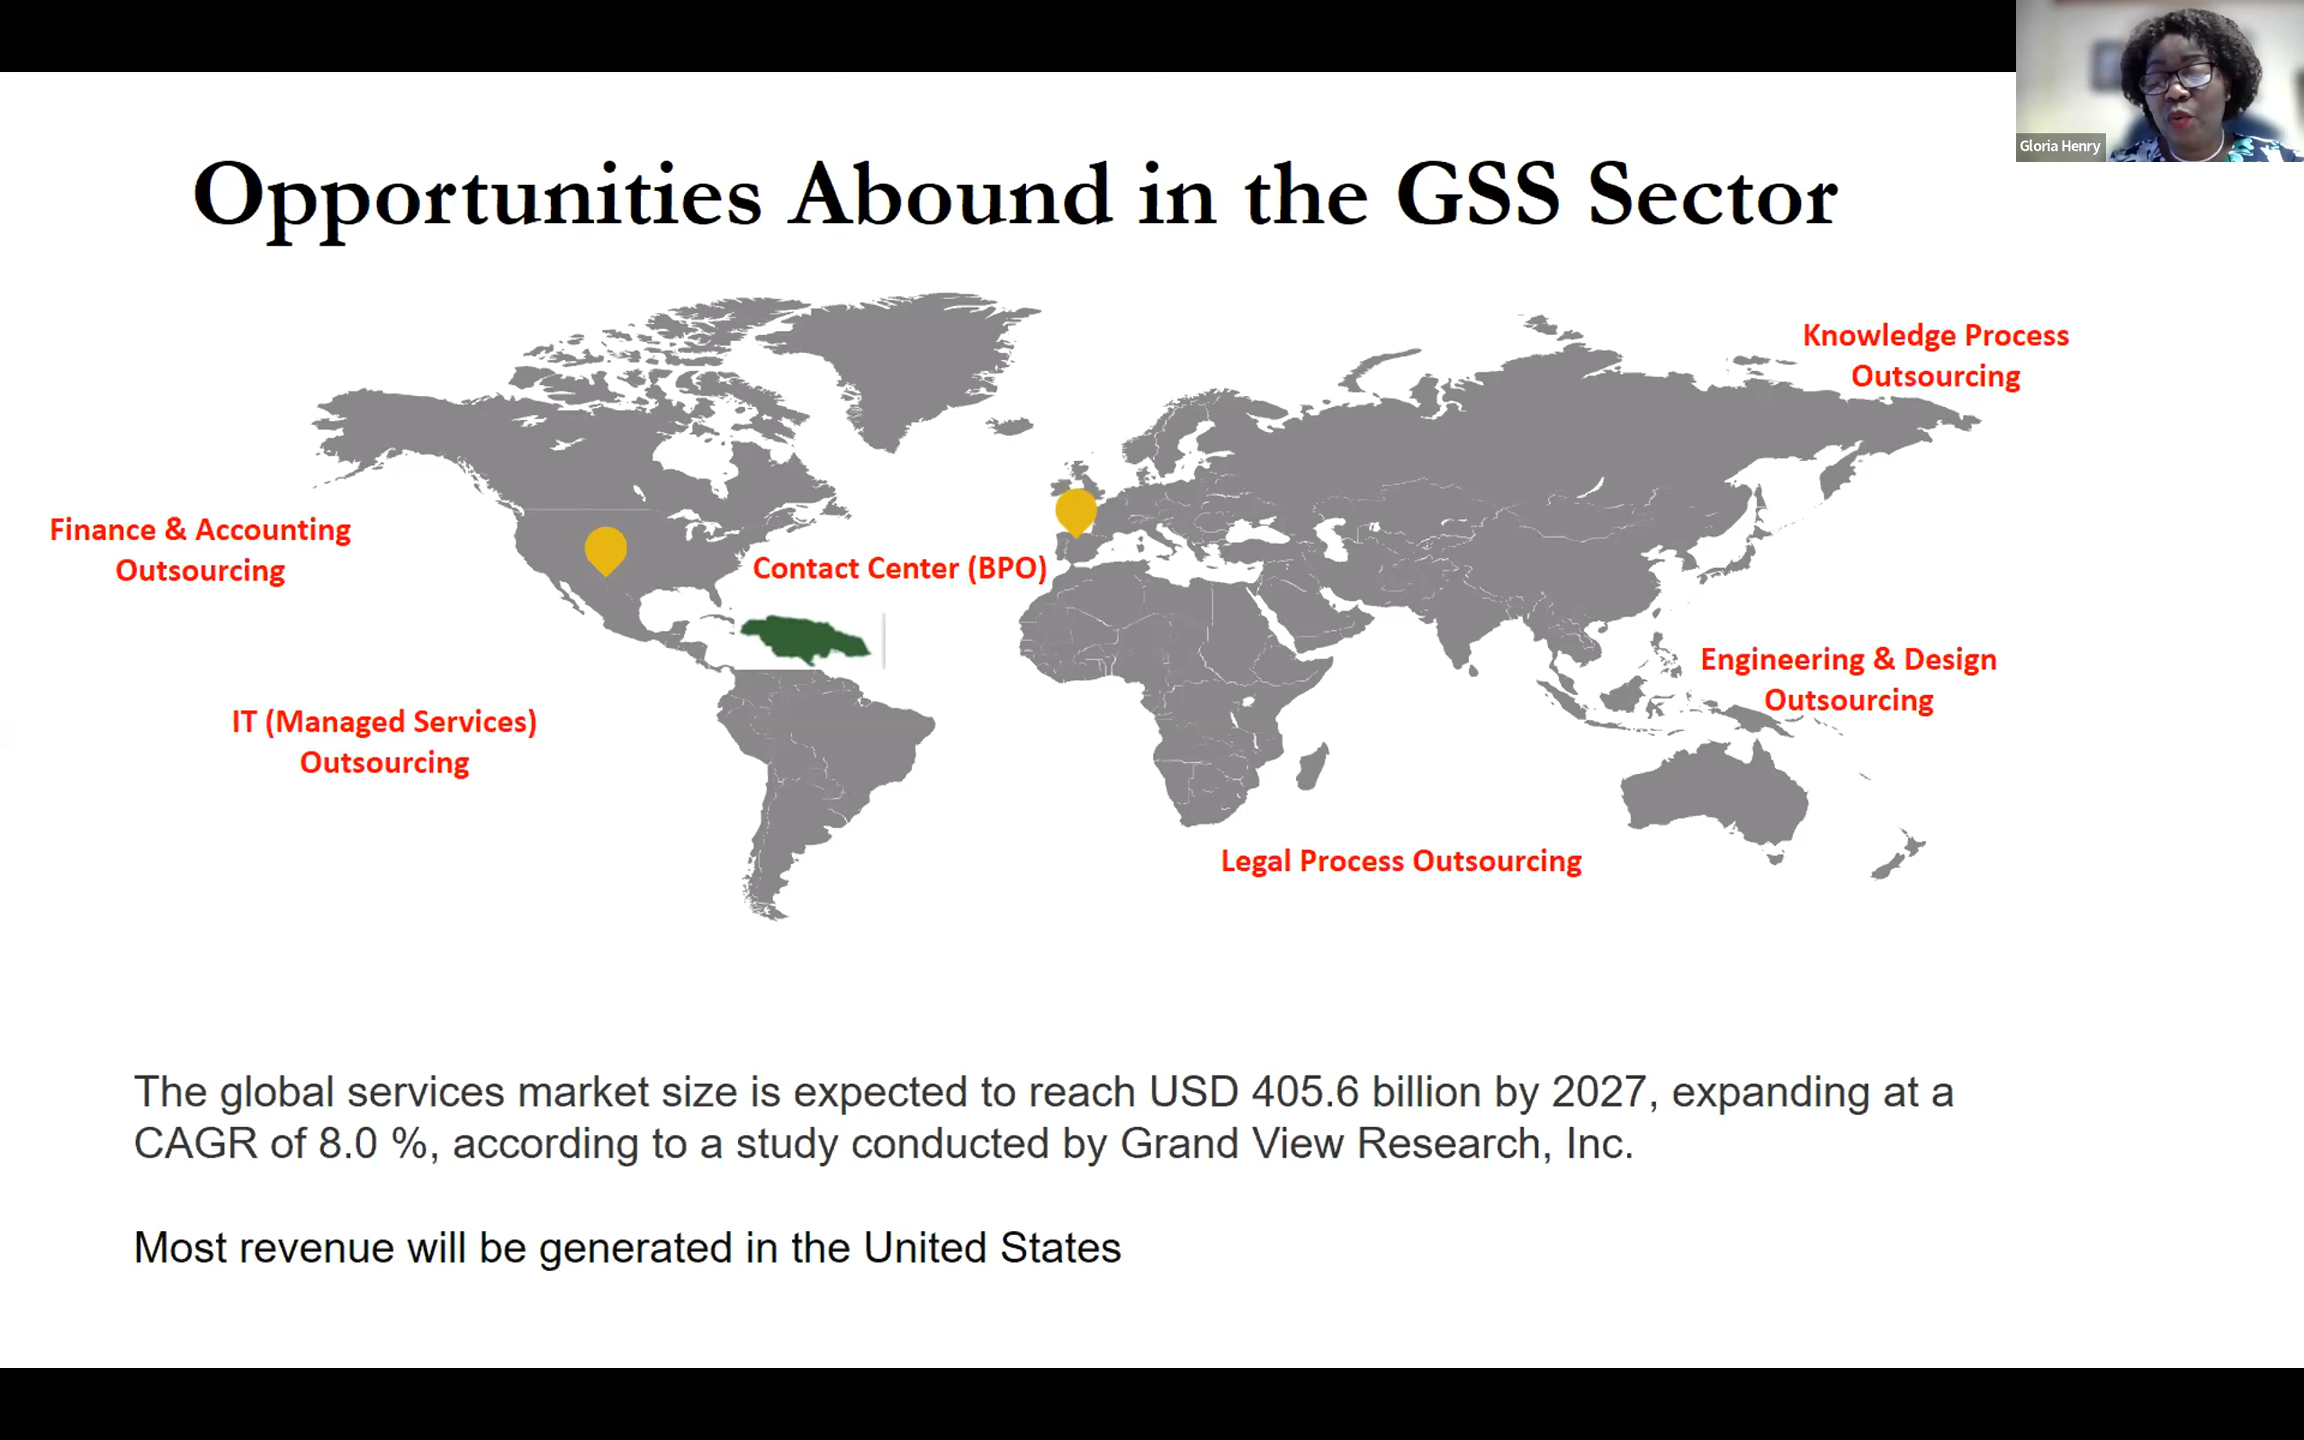 Gloria Henry
Opportunities Abound in the GSS Sector
Knowledge Process
Outsourcing
Finance & Accounting
Outsourcing
Contact Center (BPO)
Engineering & Design
Outsourcing
IT (Managed Services)
Outsourcing
Legal Process Outsourcing
The global services market size is expected to reach USD 405.6 billion by 2027, expanding at a
CAGR of 8.0 %, according to a study conducted by Grand View Research, Inc.
Most revenue will be generated in the United States